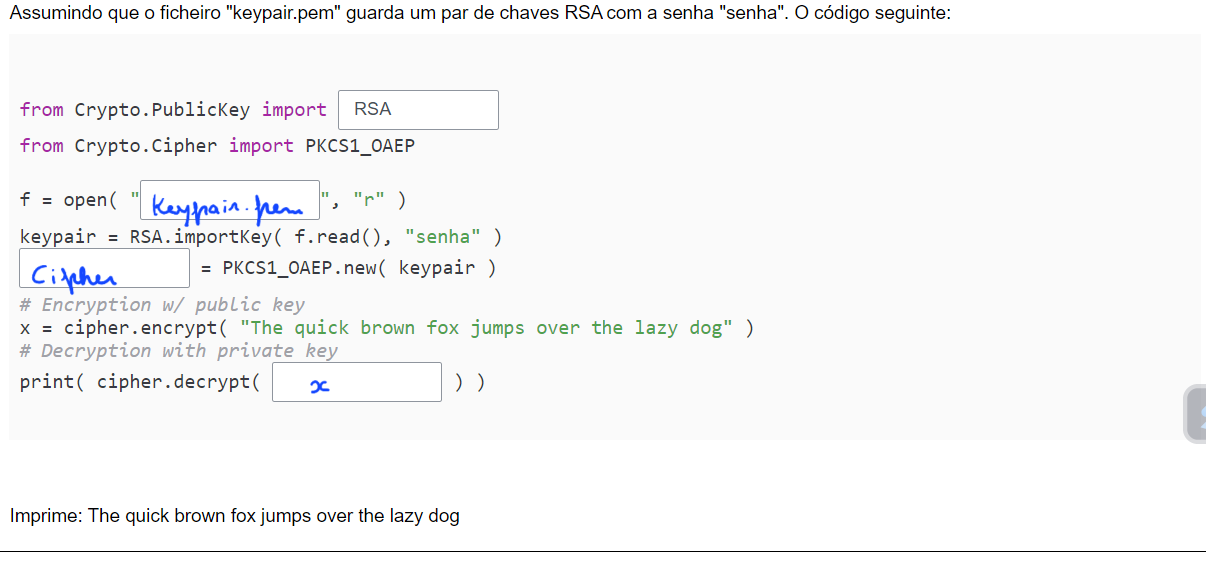 Assumindo que o ficheiro "keypair.pem" guarda um par de chaves RSA com a senha "senha". O código seguinte:
from Crypto.PublicKey import RSA
from Crypto.Cipher import PKCS1_OAEP
f = open( "keypair.pem", "r" )
keypair = RSA.importKey( f.read(), "senha" )
Cipher = PKCS1_OAEP.new( keypair )
# Encryption w/ public key
x = cipher.encrypt( "The quick brown fox jumps over the lazy dog" )
# Decryption with private key
print( cipher.decrypt( x ) )
Imprime: The quick brown fox jumps over the lazy dog